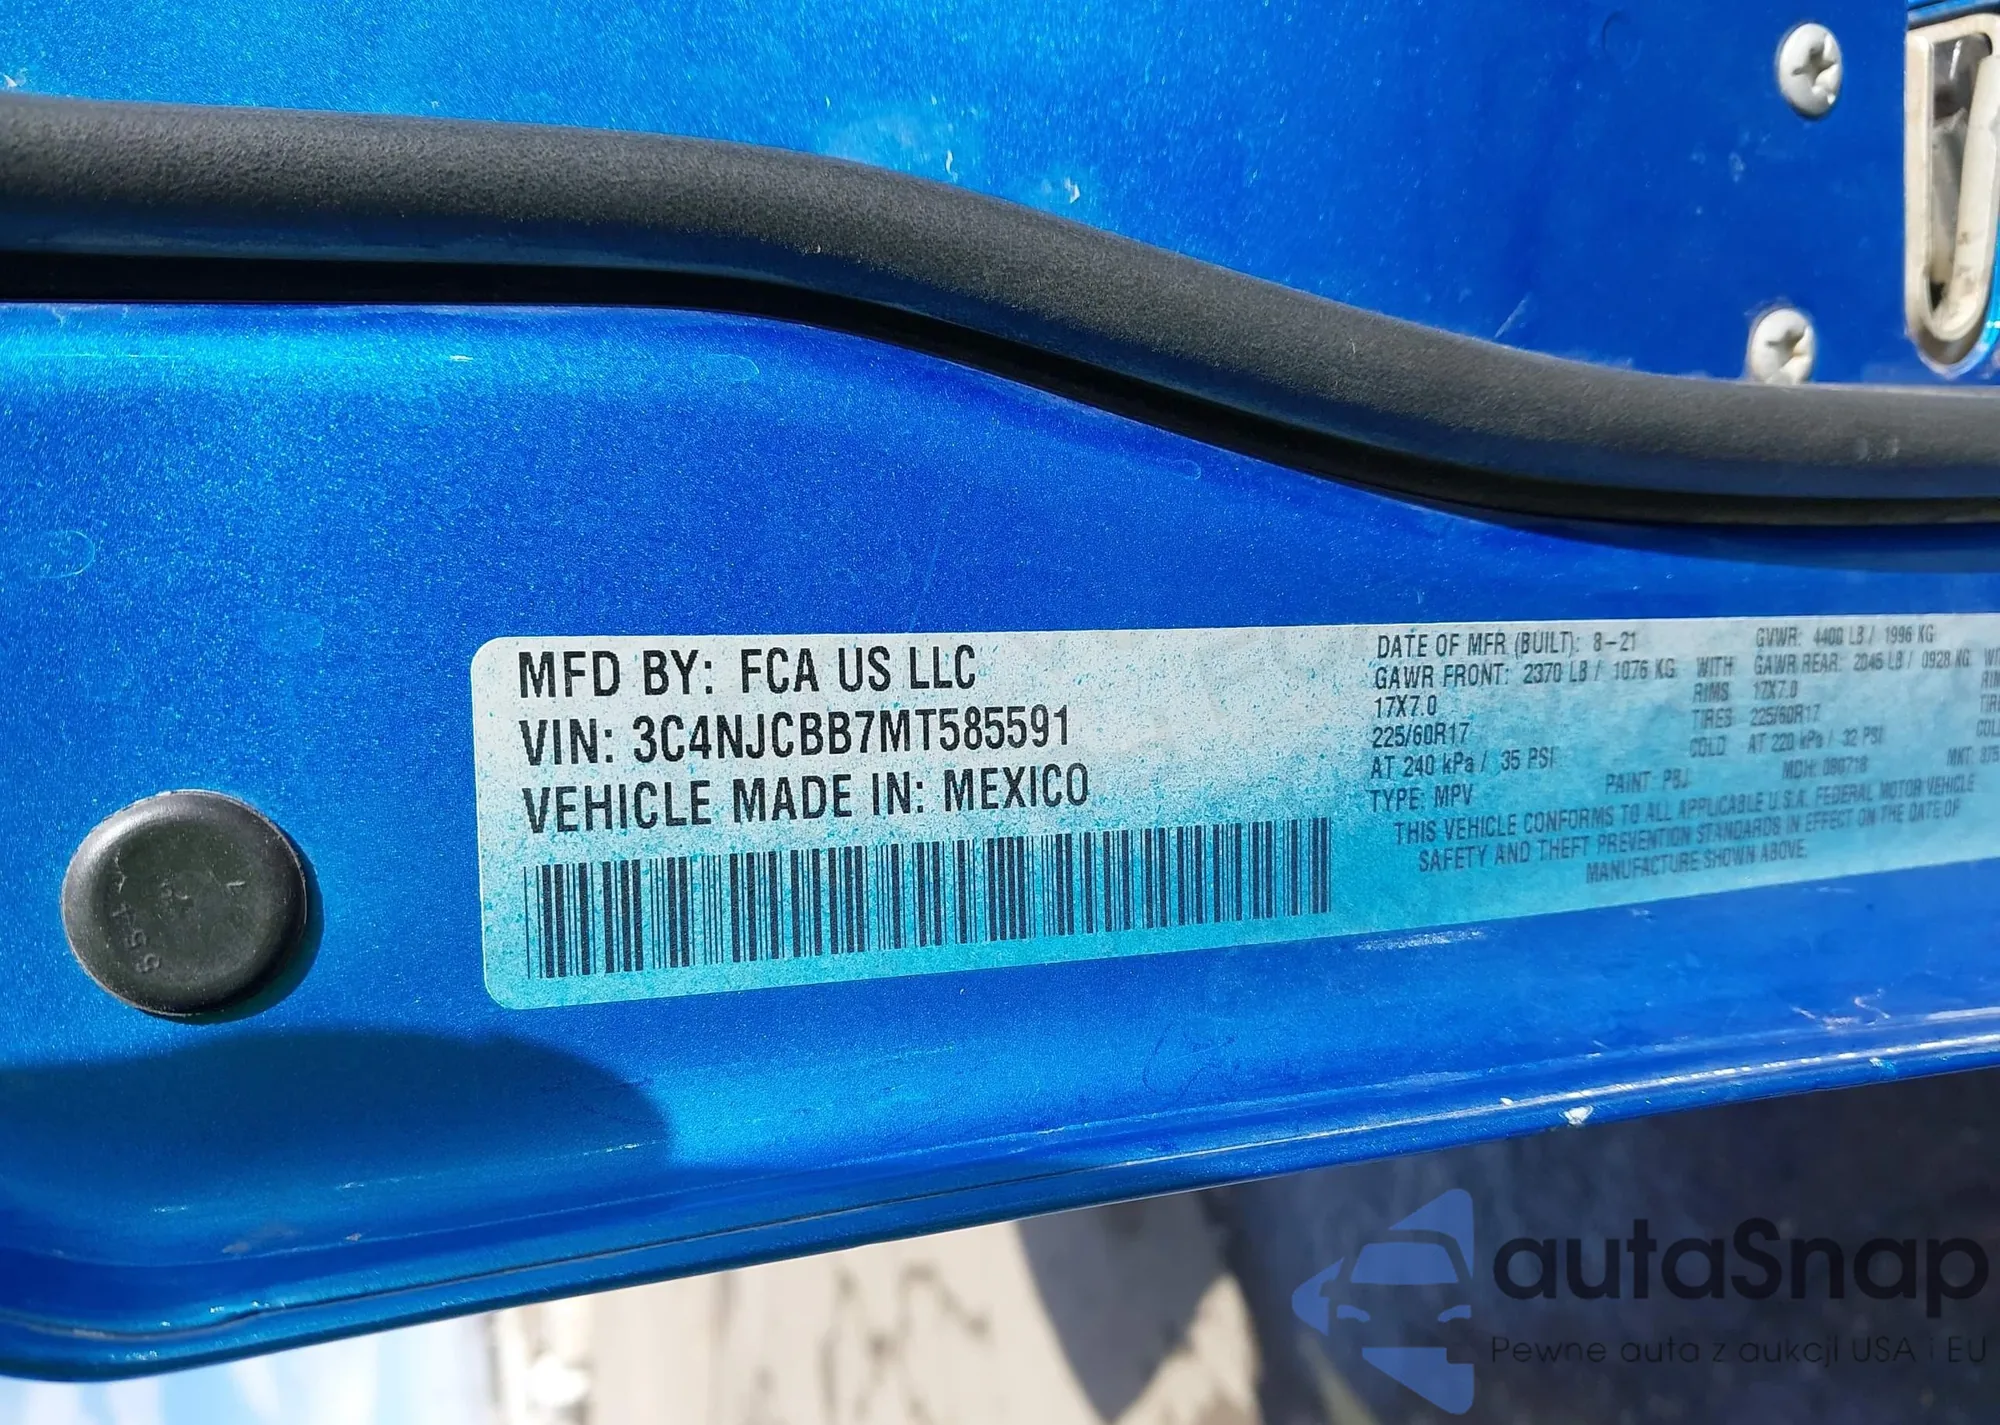 MFD BY: FCA US LLC
VIN: 3C4NJCBB7MT585591
VEHICLE MADE IN: MEXICO
DATE OF MFR (BUILT): 8-21
GVWR: 4400 LB / 1996 KG
GAWR FRONT: 2370 LB / 1076 KG WITH
GAWR REAR: 2045 LB / 0928 KG
17X7.0 RIMS 17X7.0
225/60R17 TIRES 225/60R17
AT 240 kPa / 35 PSI COLD AT 220 kPa / 32 PSI
TYPE: MPV PAINT: PBJ MDH: 080718 MKT:
THIS VEHICLE CONFORMS TO ALL APPLICABLE U.S.A. FEDERAL MOTOR VEHICLE
SAFETY AND THEFT PREVENTION STANDARDS IN EFFECT ON THE DATE OF
MANUFACTURE SHOWN ABOVE.
autaSnap
Pewne auta z aukcji USA i EU